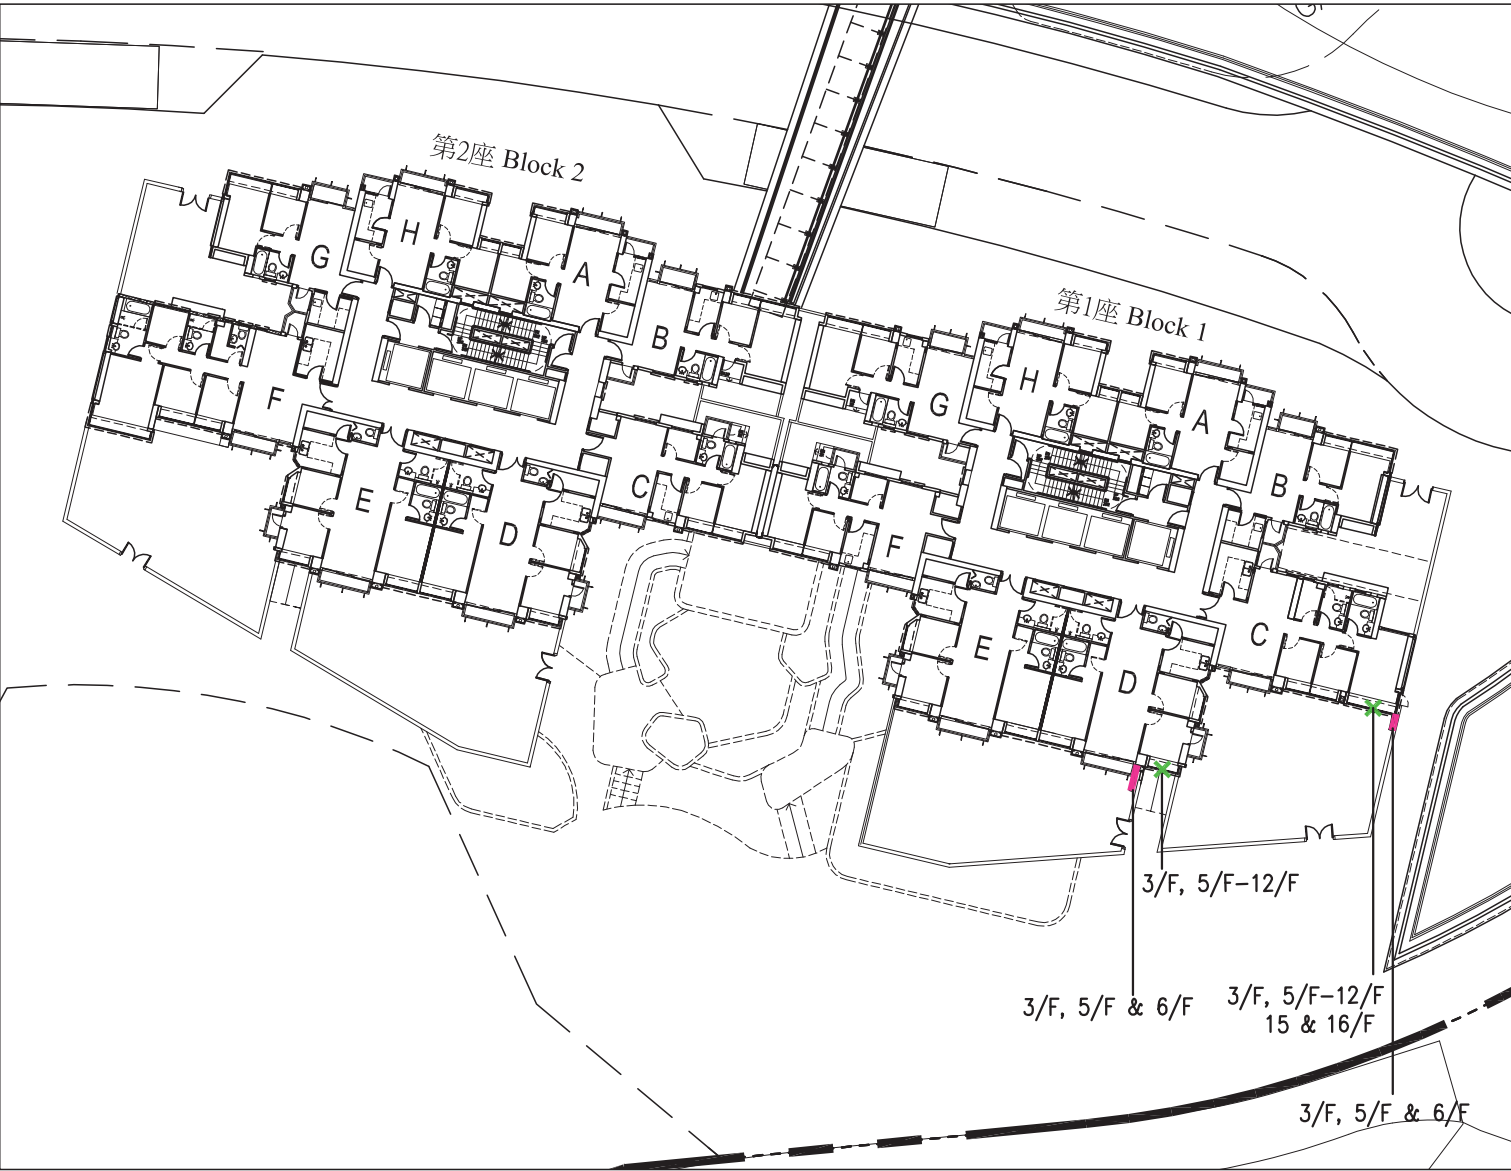 第2座 Block 2
G
H
A
B
F
E
D
C
第1座 Block 1
G
H
A
B
F
E
D
C
3/F, 5/F-12/F
3/F, 5/F & 6/F
3/F, 5/F-12/F
15 & 16/F
3/F, 5/F & 6/F